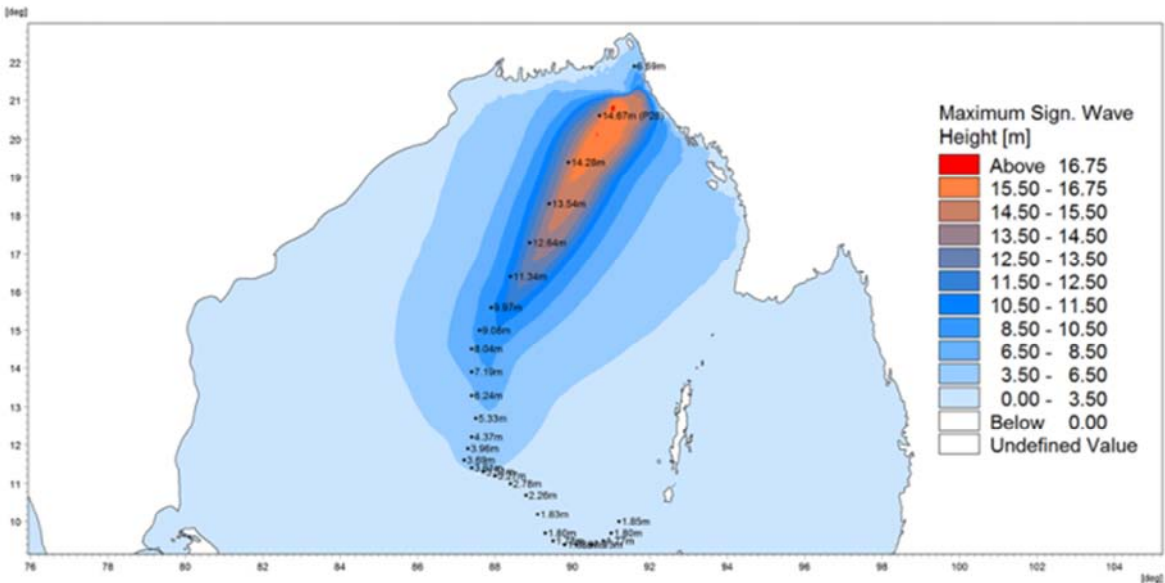 [deg]
22
21
20
19
18
17
16
15
14
13
12
11
10
76 78 80 82 84 86 88 90 92 94 96 98 100 102 104
[deg]
14.67m (P26)
14.28m
13.54m
12.64m
11.34m
9.97m
9.06m
8.04m
7.19m
6.24m
5.33m
4.37m
3.96m
3.69m
2.78m
2.26m
1.83m
1.85m
1.80m
1.80m
Maximum Sign. Wave
Height [m]
Above 16.75
15.50 - 16.75
14.50 - 15.50
13.50 - 14.50
12.50 - 13.50
11.50 - 12.50
10.50 - 11.50
8.50 - 10.50
6.50 - 8.50
3.50 - 6.50
0.00 - 3.50
Below 0.00
Undefined Value